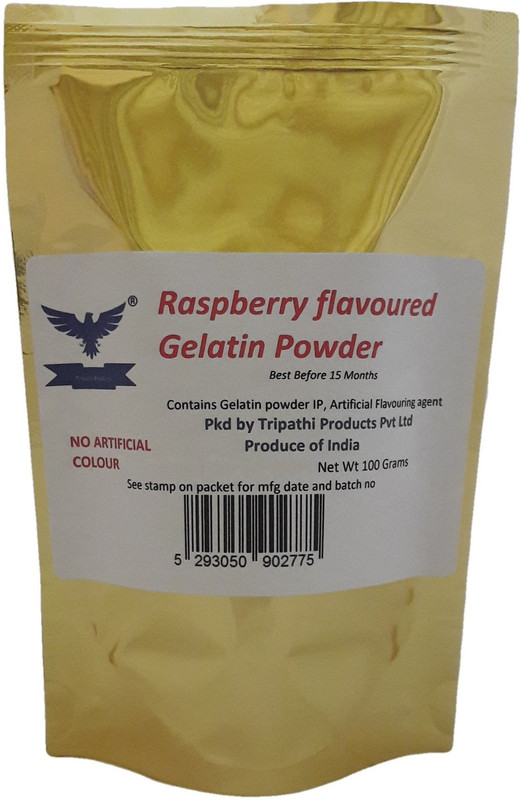 ®
Raspberry flavoured
Gelatin Powder
Best Before 15 Months
Contains Gelatin powder IP, Artificial Flavouring agent
Pkd by Tripathi Products Pvt Ltd
NO ARTIFICIAL
COLOUR
Produce of India
Net Wt 100 Grams
See stamp on packet for mfg date and batch no
5 293050 902775